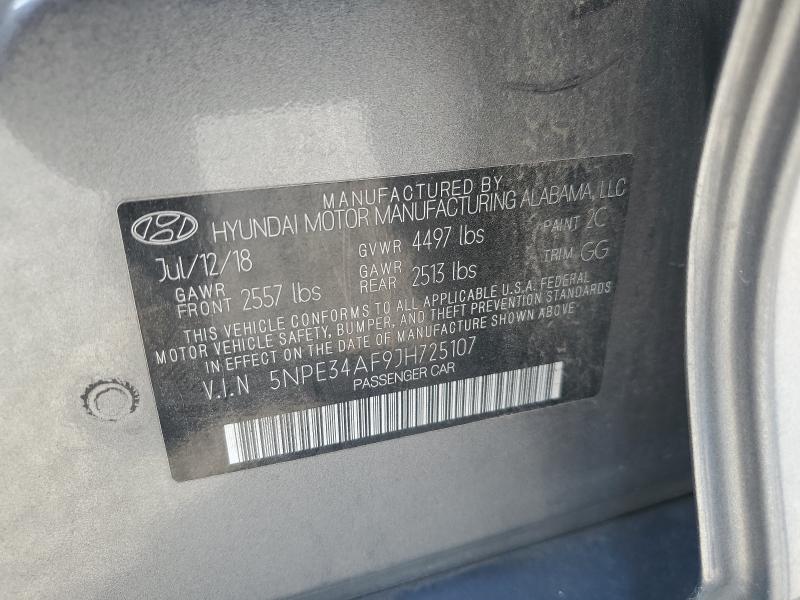 MANUFACTURED BY
HYUNDAI MOTOR MANUFACTURING ALABAMA, LLC
Jul/12/18 GVWR 4497 lbs PAINT 2C
GAWR FRONT 2557 lbs GAWR REAR 2513 lbs TRIM GG
THIS VEHICLE CONFORMS TO ALL APPLICABLE U.S.A. FEDERAL
MOTOR VEHICLE SAFETY, BUMPER, AND THEFT PREVENTION STANDARDS
IN EFFECT ON THE DATE OF MANUFACTURE SHOWN ABOVE.
V.I.N 5NPE34AF9JH725107
PASSENGER CAR